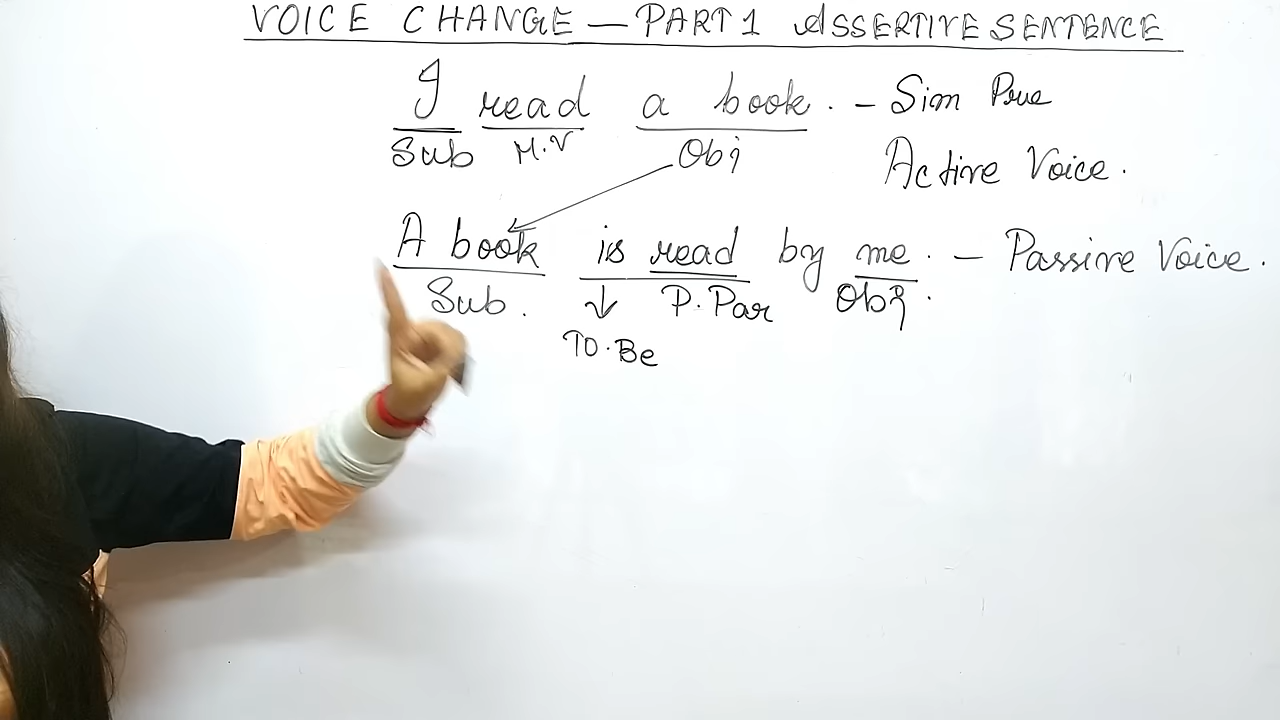 VOICE CHANGE — PART 1 ASSERTIVE SENTENCE
I read a book. - Sim Pre
Sub M.V Obj Active Voice.
A book is read by me. - Passive Voice.
Sub. ↓ P.Par Obj.
TO.Be